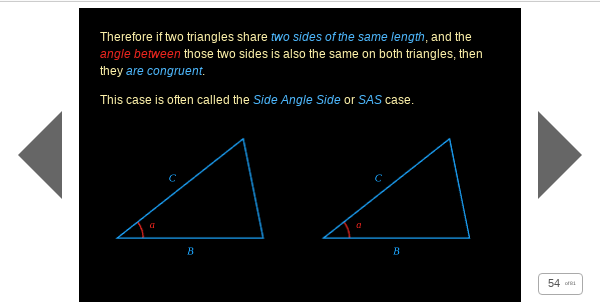 Therefore if two triangles share two sides of the same length, and the
angle between those two sides is also the same on both triangles, then
they are congruent.
This case is often called the Side Angle Side or SAS case.
C
C
a
a
B
B
54